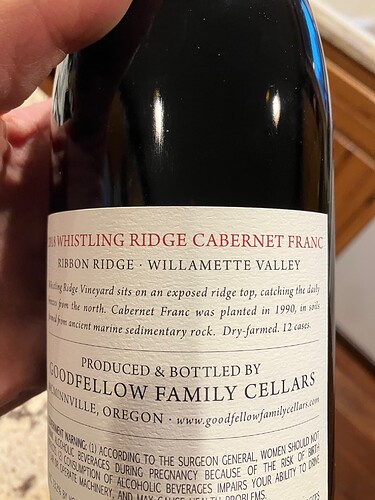 WHISTLING RIDGE CABERNET FRANC
RIBBON RIDGE · WILLAMETTE VALLEY
Ridge Vineyard sits on an exposed ridge top, catching the daily
from the north. Cabernet Franc was planted in 1990, in soils
from ancient marine sedimentary rock. Dry-farmed. 12 cases.
PRODUCED & BOTTLED BY
GOODFELLOW FAMILY CELLARS
MCMINNVILLE, OREGON · www.goodfellowfamilycellars.com
WARNING: (1) ACCORDING TO THE SURGEON GENERAL, WOMEN SHOULD NOT
ALCOHOLIC BEVERAGES DURING PREGNANCY BECAUSE OF THE RISK OF BIRTH
CONSUMPTION OF ALCOHOLIC BEVERAGES IMPAIRS YOUR ABILITY TO DRIVE
MACHINERY, AND MAY CAUSE HEALTH PROBLEMS.